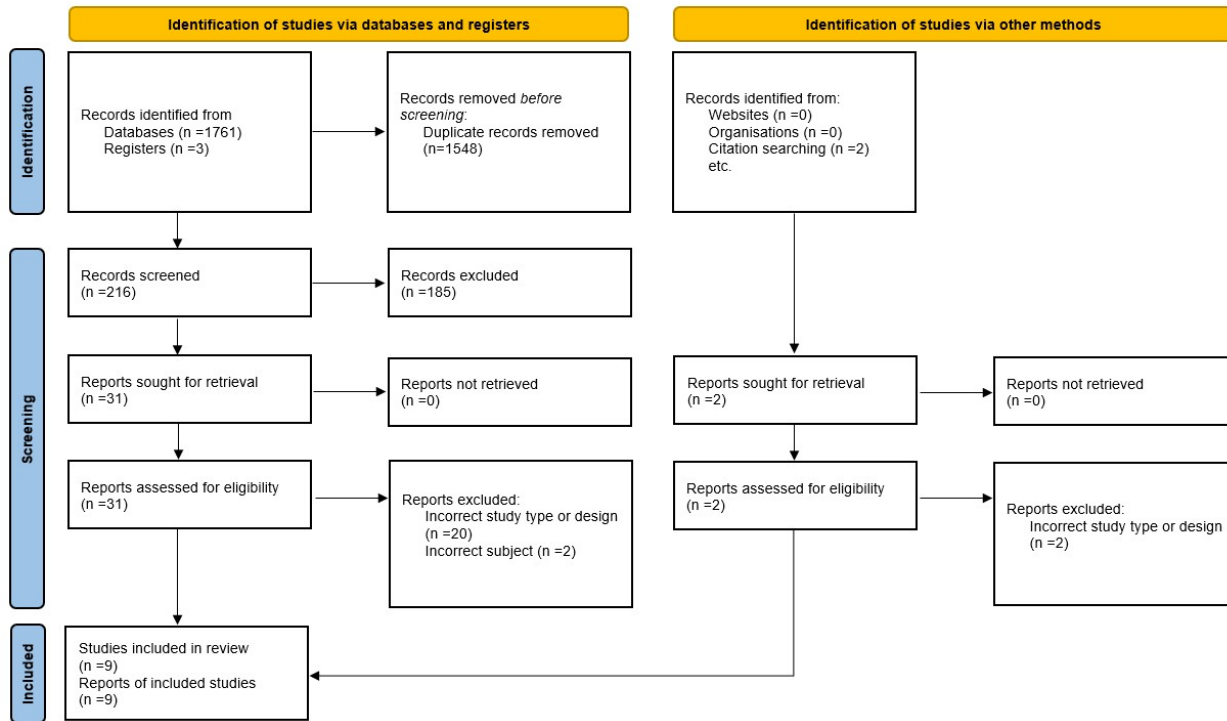 Identification of studies via databases and registers
Identification of studies via other methods
Identification
Records identified from
Databases (n =1761)
Registers (n =3)
Records removed before
screening:
Duplicate records removed
(n=1548)
Records identified from:
Websites (n =0)
Organisations (n =0)
Citation searching (n =2)
etc.
Screening
Records screened
(n =216)
Records excluded
(n =185)
Reports sought for retrieval
(n =31)
Reports not retrieved
(n =0)
Reports sought for retrieval
(n =2)
Reports not retrieved
(n =0)
Reports assessed for eligibility
(n =31)
Reports excluded:
Incorrect study type or design
(n =20)
Incorrect subject (n =2)
Reports assessed for eligibility
(n =2)
Reports excluded:
Incorrect study type or design
(n =2)
Included
Studies included in review
(n =9)
Reports of included studies
(n =9)